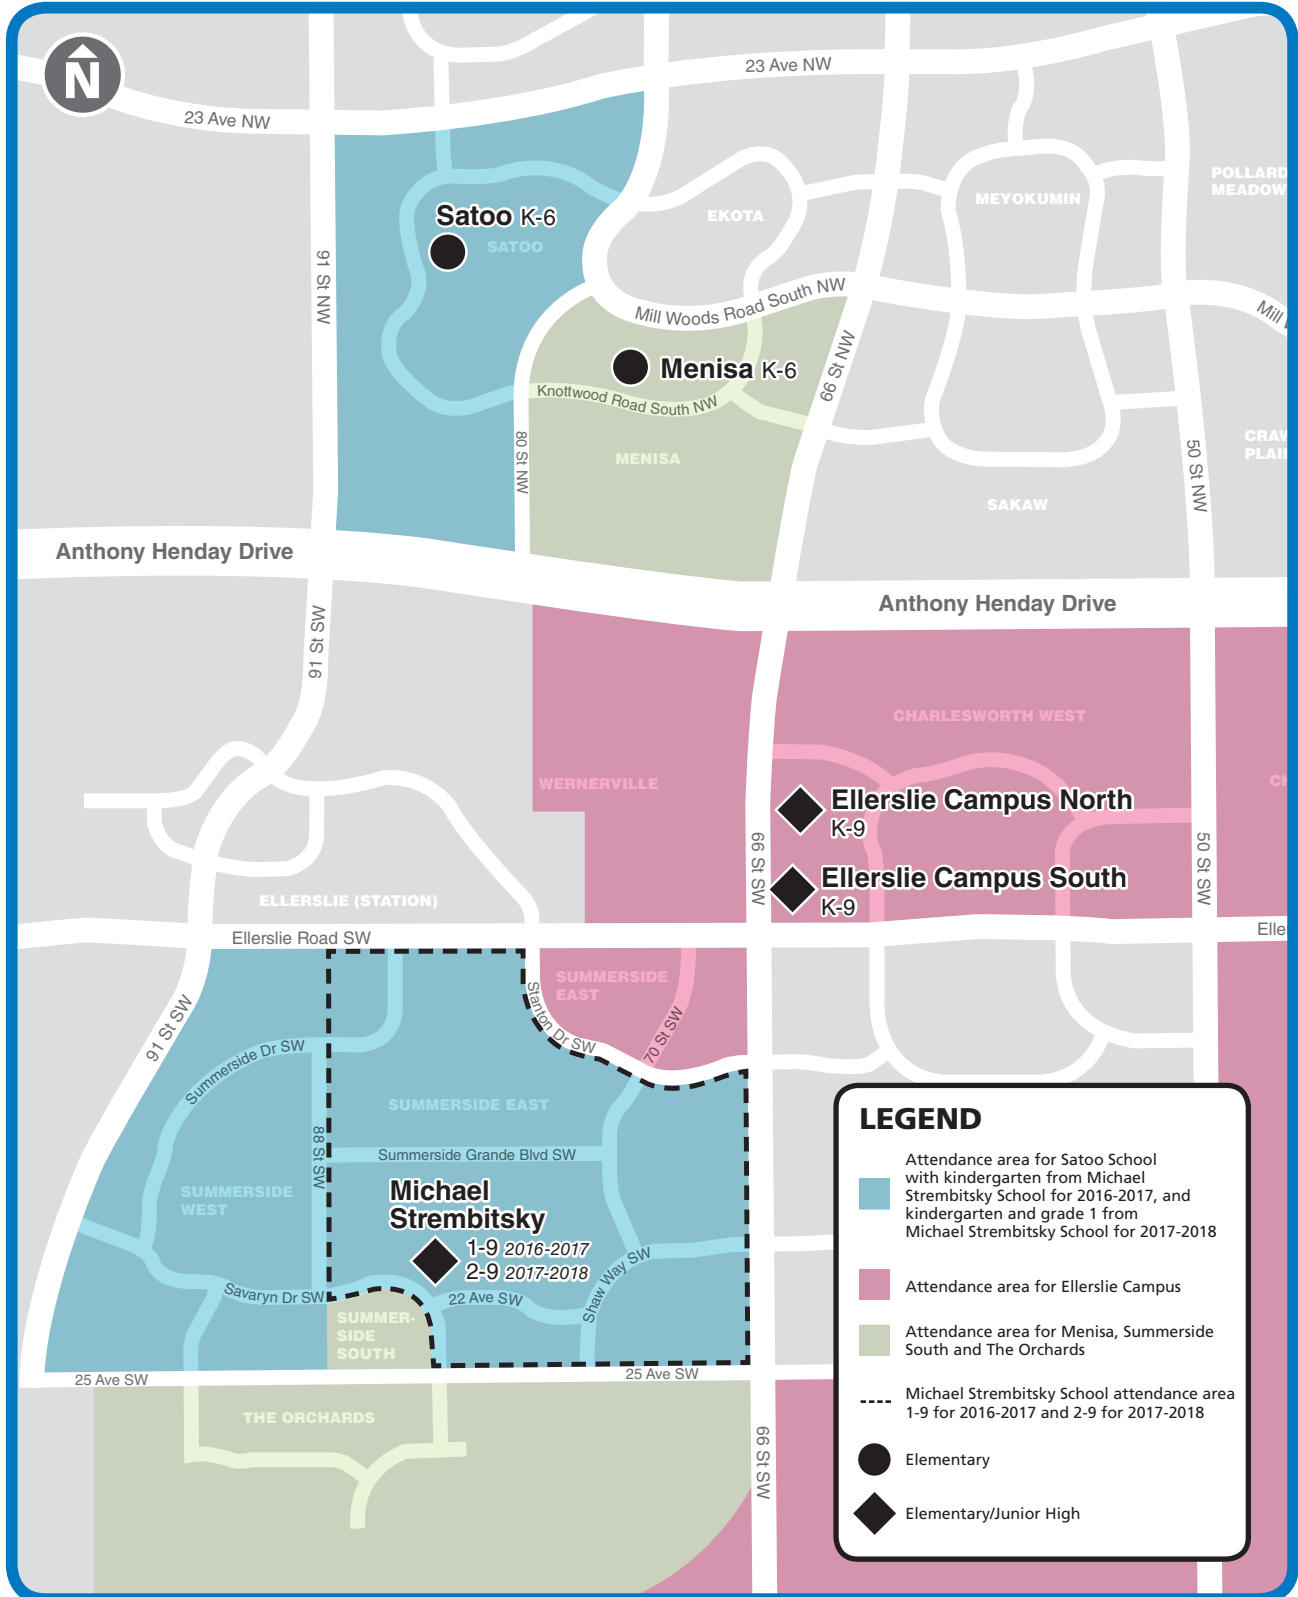 N
23 Ave NW
23 Ave NW
POLLARD
MEADOW
MEYOKUMIN
EKOTA
Satoo K-6
SATOO
91 St NW
Mill Woods Road South NW
Mill W
66 St NW
Menisa K-6
Knottwood Road South NW
80 St NW
MENISA
50 St NW
CRAW
PLAI
SAKAW
Anthony Henday Drive
Anthony Henday Drive
91 St SW
CHARLESWORTH WEST
WERNERVILLE
CH
Ellerslie Campus North
K-9
66 St SW
50 St SW
Ellerslie Campus South
K-9
ELLERSLIE (STATION)
Ellerslie Road SW
Elle
SUMMERSIDE
EAST
Stanton Dr SW
70 St SW
91 St SW
Summerside Dr SW
SUMMERSIDE EAST
88 St SW
Summerside Grande Blvd SW
SUMMERSIDE
WEST
Michael
Strembitsky
1-9 2016-2017
2-9 2017-2018
Shaw Way SW
Savaryn Dr SW
22 Ave SW
SUMMER-
SIDE
SOUTH
25 Ave SW
25 Ave SW
THE ORCHARDS
66 St SW
LEGEND
Attendance area for Satoo School
with kindergarten from Michael
Strembitsky School for 2016-2017, and
kindergarten and grade 1 from
Michael Strembitsky School for 2017-2018
Attendance area for Ellerslie Campus
Attendance area for Menisa, Summerside
South and The Orchards
Michael Strembitsky School attendance area
1-9 for 2016-2017 and 2-9 for 2017-2018
Elementary
Elementary/Junior High